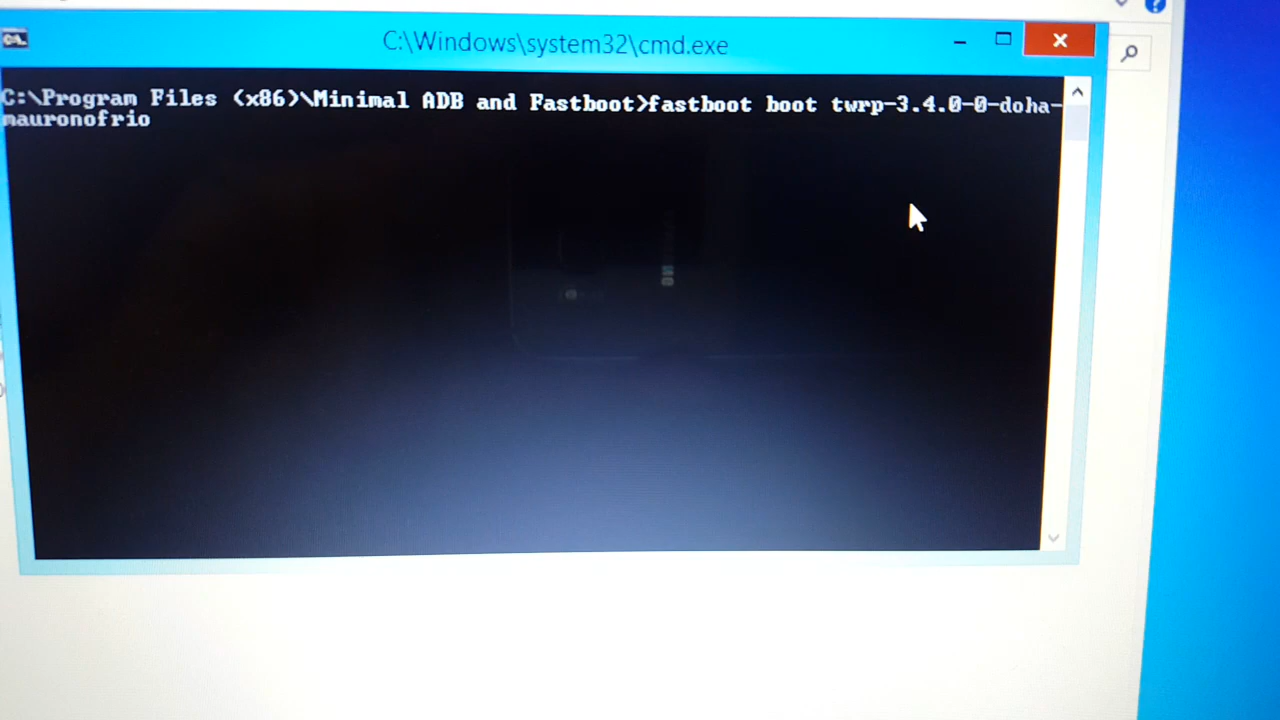 C:\Windows\system32\cmd.exe
C:\Program Files (x86)\Minimal ADB and Fastboot>fastboot boot twrp-3.4.0-0-doha-
mauronofrio